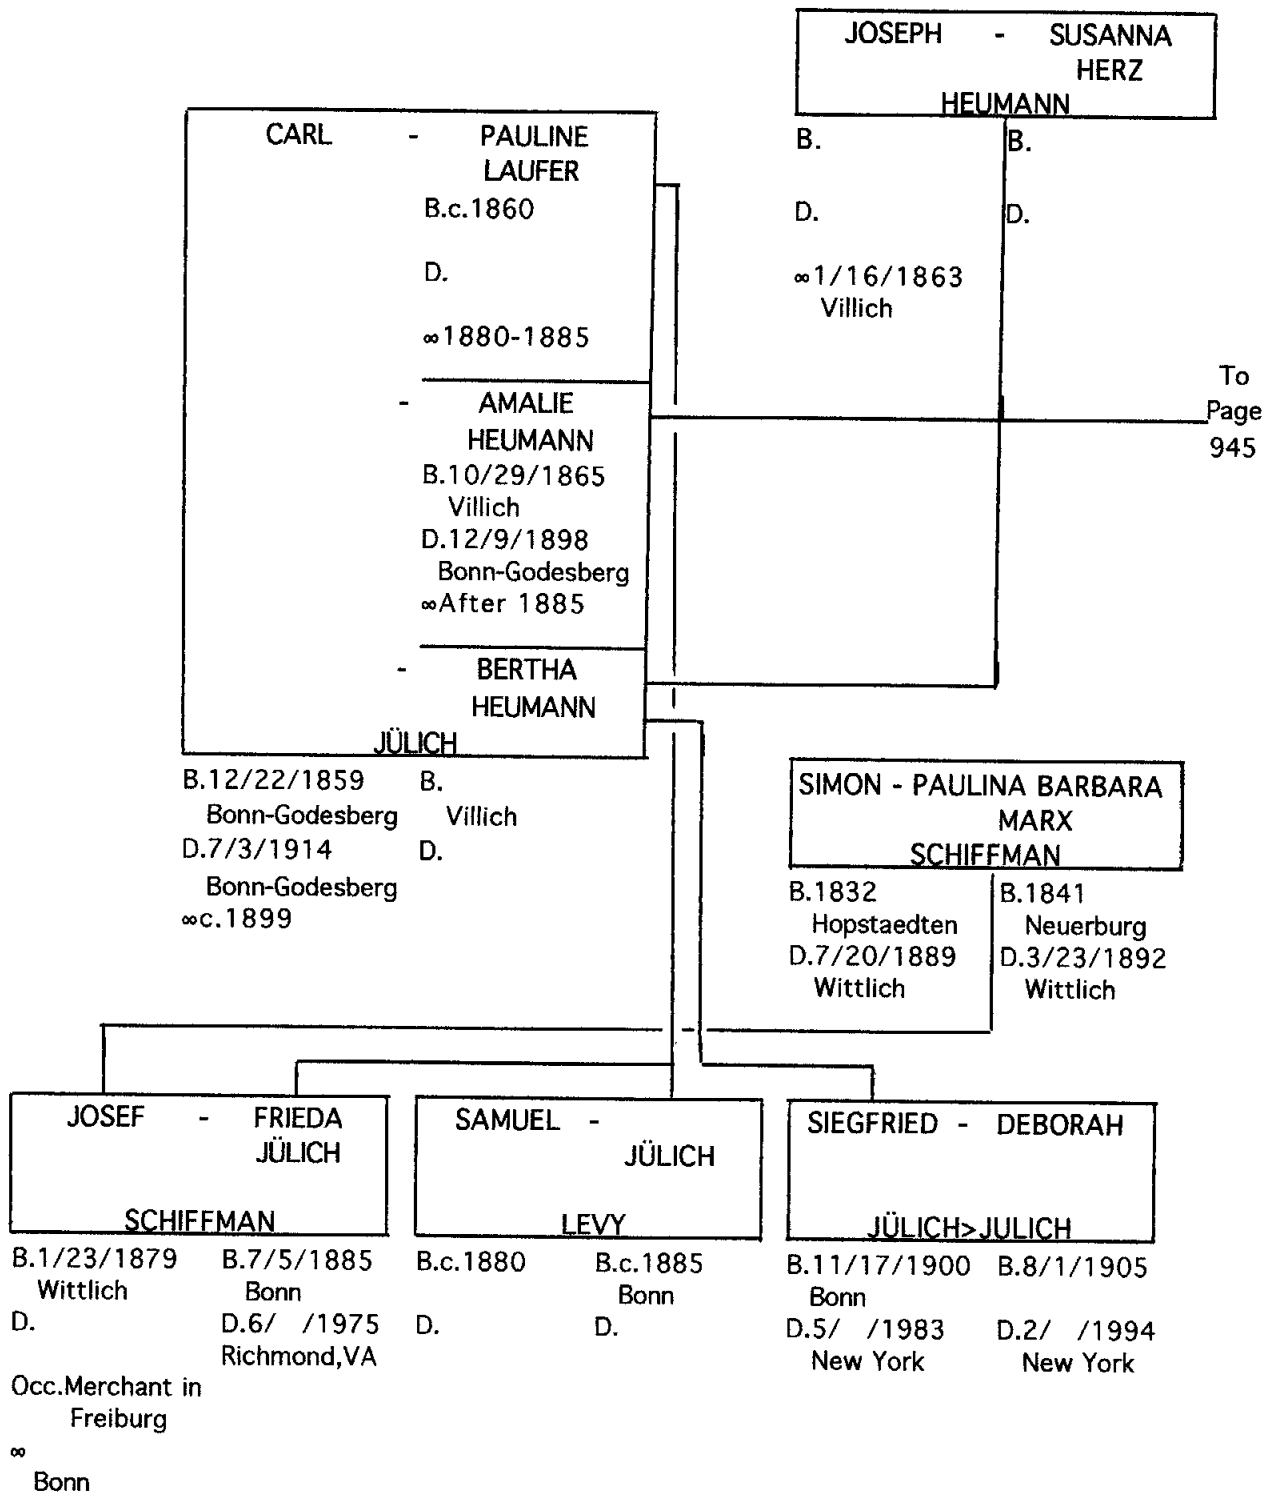 JOSEPH - SUSANNA
HERZ
HEUMANN
B. B.
D. D.
∞1/16/1863
Villich
CARL - PAULINE
LAUFER
B.c.1860
D.
∞1880-1885
- AMALIE
HEUMANN
B.10/29/1865
Villich
D.12/9/1898
Bonn-Godesberg
∞After 1885
- BERTHA
HEUMANN
JÜLICH
B.12/22/1859 B.
Bonn-Godesberg Villich
D.7/3/1914 D.
Bonn-Godesberg
∞c.1899
To
Page
945
SIMON - PAULINA BARBARA
MARX
SCHIFFMAN
B.1832 B.1841
Hopstaedten Neuerburg
D.7/20/1889 D.3/23/1892
Wittlich Wittlich
JOSEF - FRIEDA
JÜLICH
SCHIFFMAN
B.1/23/1879 B.7/5/1885
Wittlich Bonn
D. D.6/ /1975
Richmond,VA
Occ.Merchant in
Freiburg
∞
Bonn
SAMUEL -
JÜLICH
LEVY
B.c.1880 B.c.1885
Bonn
D. D.
SIEGFRIED - DEBORAH
JÜLICH>JULICH
B.11/17/1900 B.8/1/1905
Bonn
D.5/ /1983 D.2/ /1994
New York New York